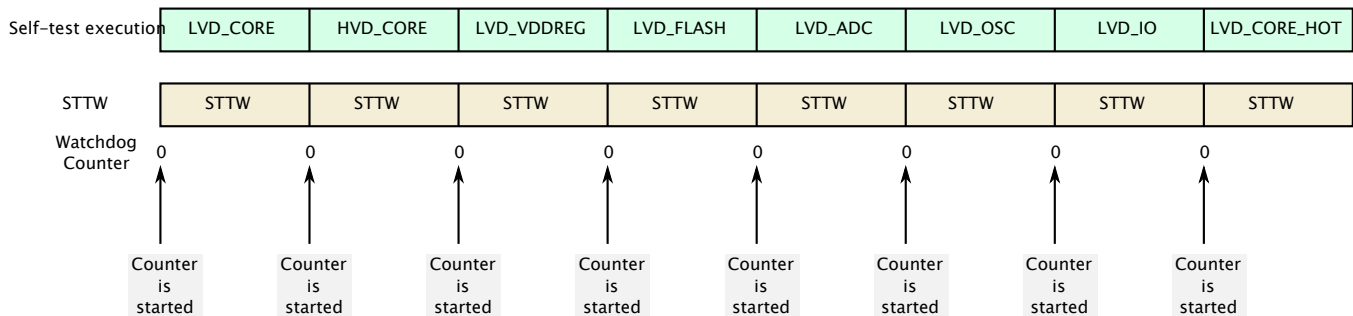 Self-test execution LVD_CORE HVD_CORE LVD_VDDREG LVD_FLASH LVD_ADC LVD_OSC LVD_IO LVD_CORE_HOT
STTW STTW STTW STTW STTW STTW STTW STTW STTW
Watchdog
Counter
0 0 0 0 0 0 0 0
Counter Counter Counter Counter Counter Counter Counter Counter
is is is is is is is is
started started started started started started started started